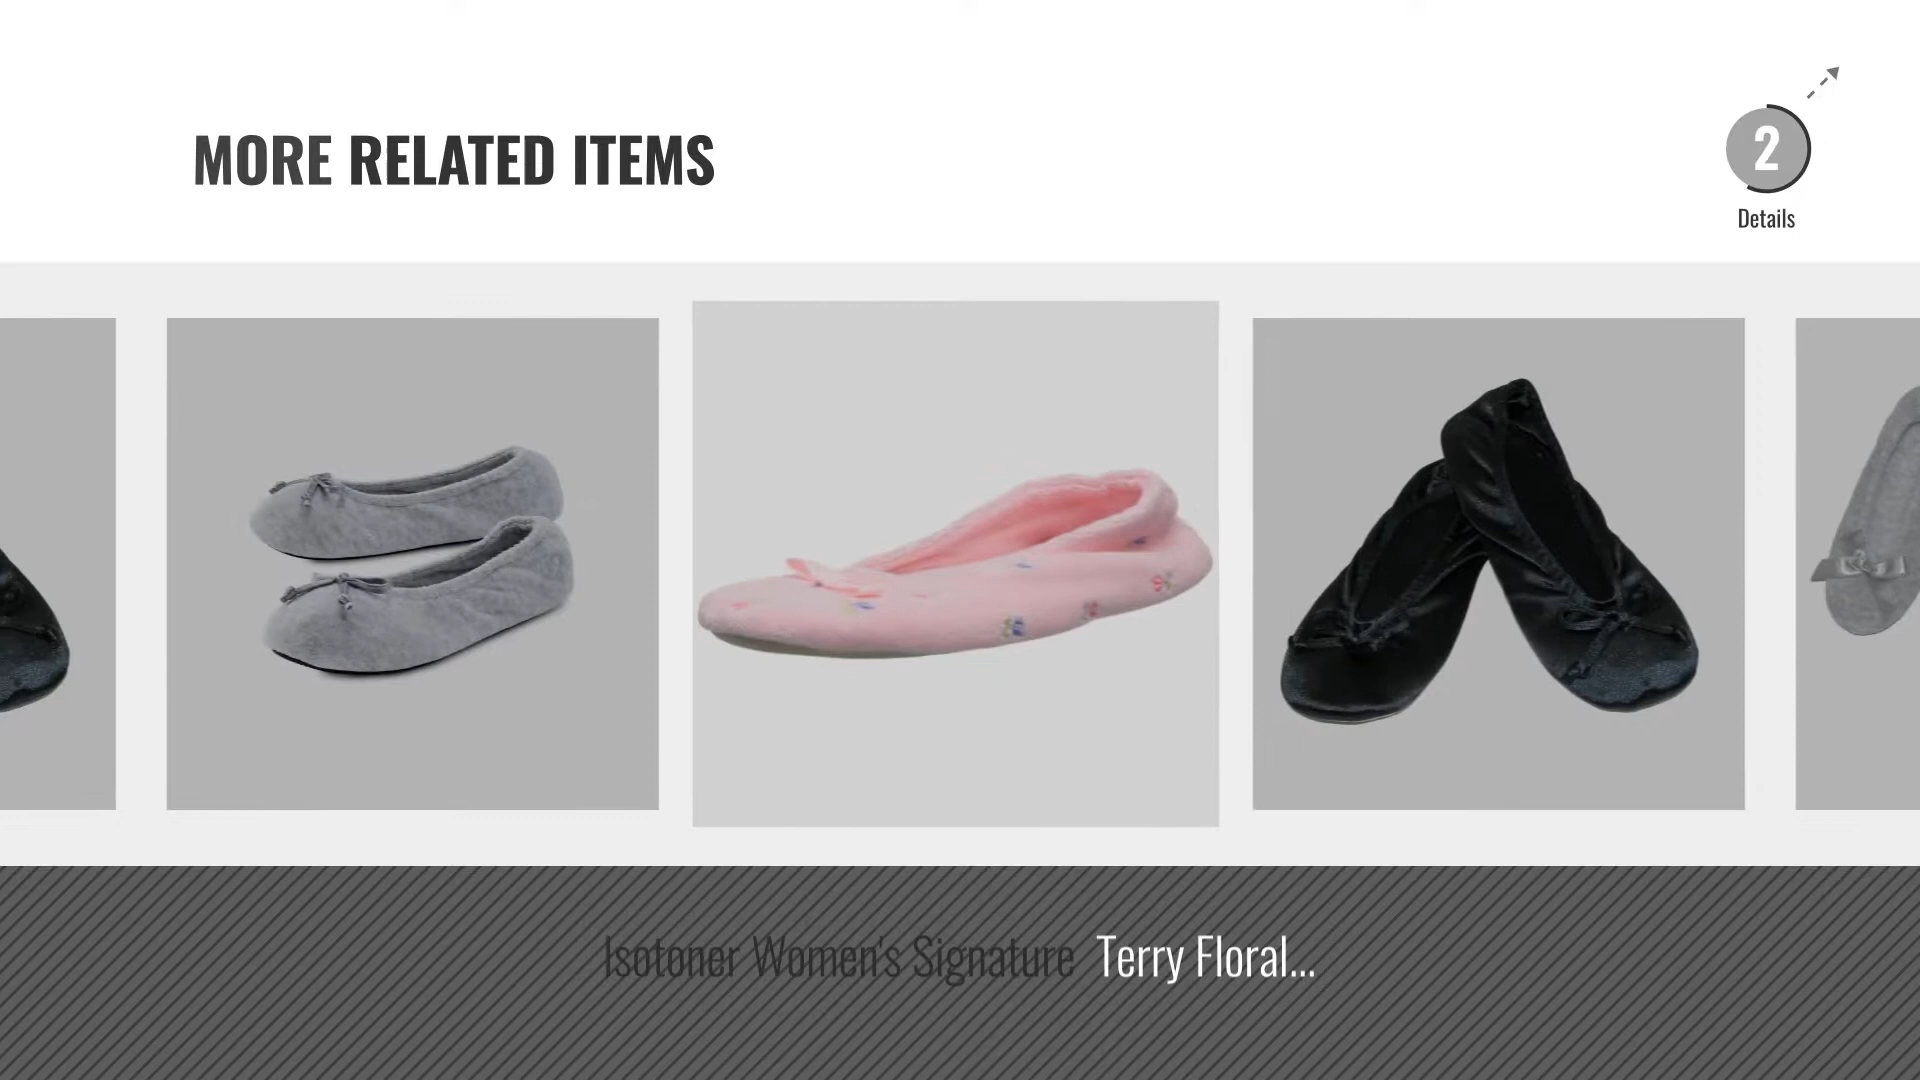 MORE RELATED ITEMS
2
Details
Isotoner Women's Signature Terry Floral...